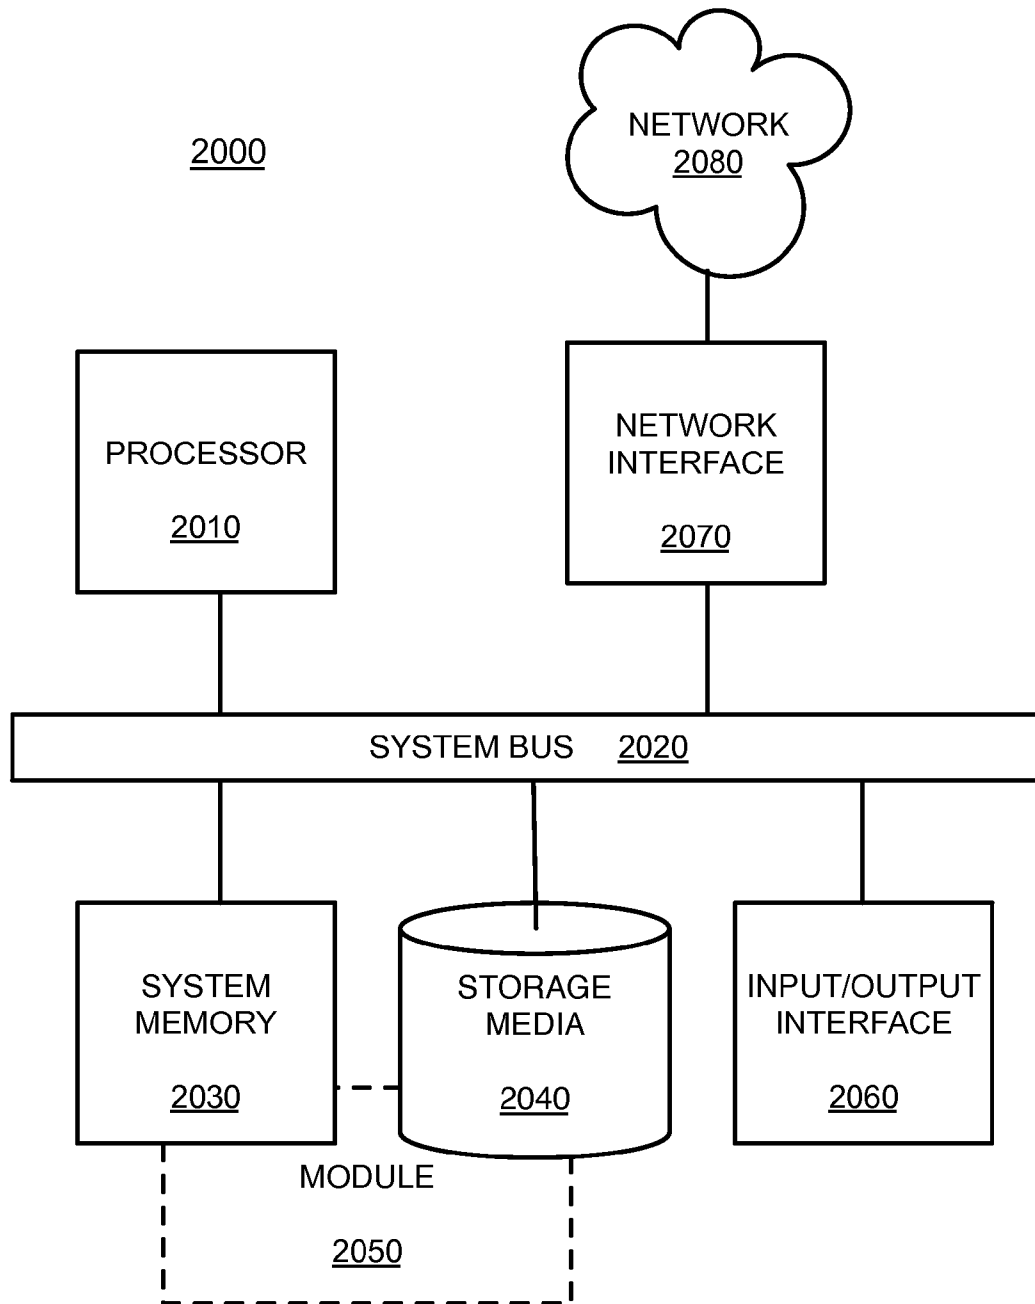 2000
NETWORK
2080
PROCESSOR
2010
NETWORK
INTERFACE
2070
SYSTEM BUS 2020
SYSTEM
MEMORY
2030
STORAGE
MEDIA
2040
INPUT/OUTPUT
INTERFACE
2060
MODULE
2050